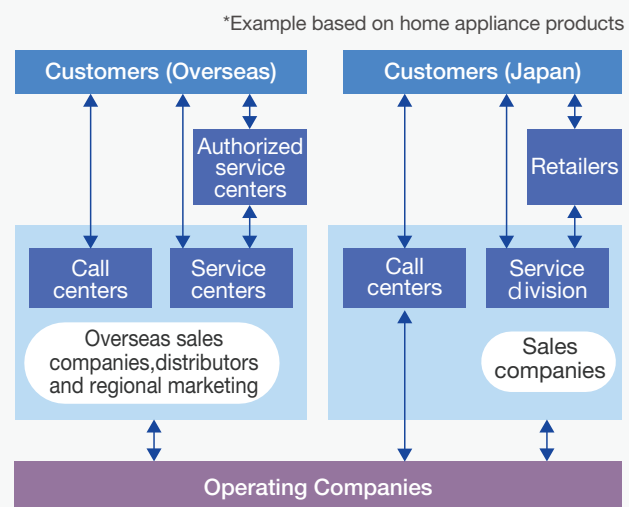 *Example based on home appliance products
Customers (Overseas)
Authorized
service
centers
Call
centers
Service
centers
Overseas sales
companies,distributors
and regional marketing
Customers (Japan)
Retailers
Call
centers
Service
division
Sales
companies
Operating Companies